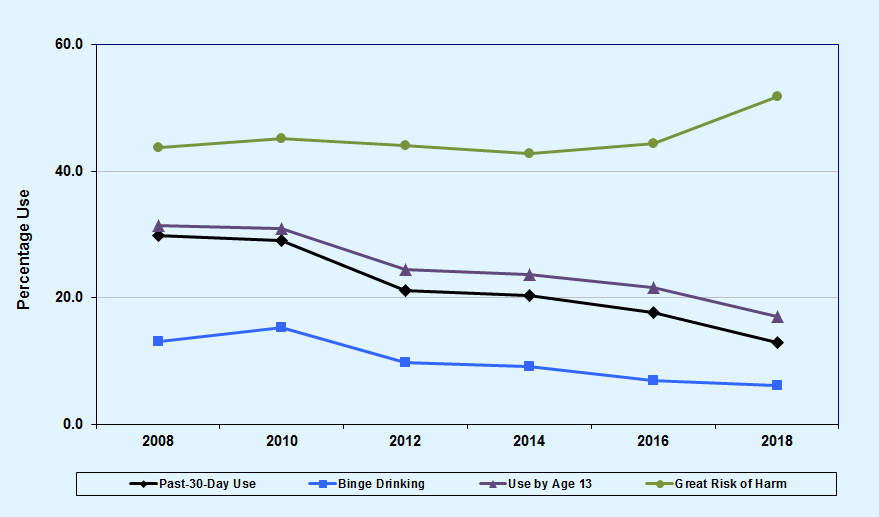 60.0
40.0
20.0
0.0
Percentage Use
2008 2010 2012 2014 2016 2018
Past-30-Day Use Binge Drinking Use by Age 13 Great Risk of Harm